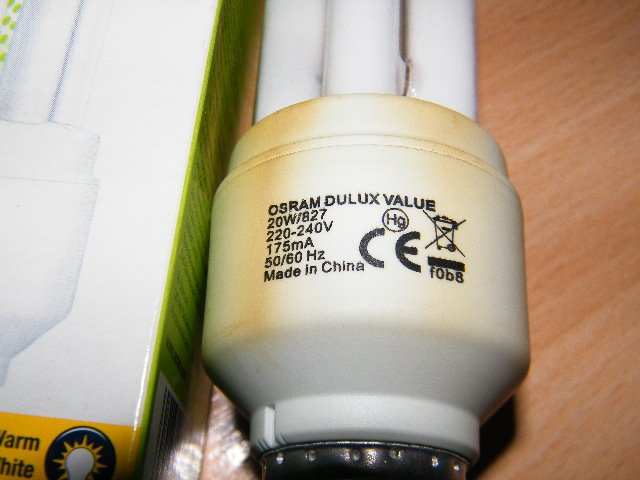 OSRAM DULUX VALUE
20W/827
220-240V
175mA
50/60 Hz
Made in China
Hg
CE
f0b8
Warm
White